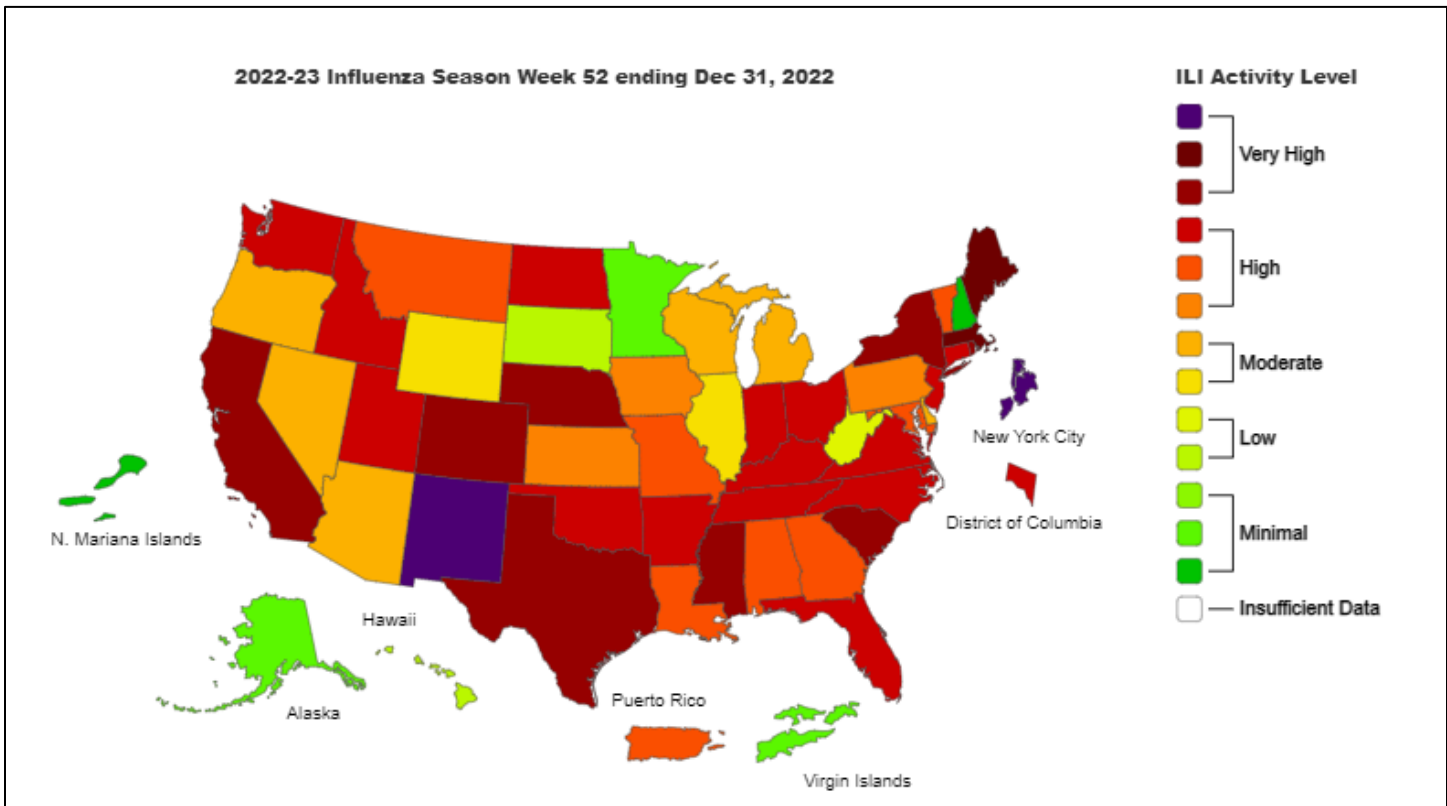 2022-23 Influenza Season Week 52 ending Dec 31, 2022
ILI Activity Level
Very High
High
Moderate
Low
Minimal
Insufficient Data
New York City
District of Columbia
N. Mariana Islands
Hawaii
Alaska
Puerto Rico
Virgin Islands